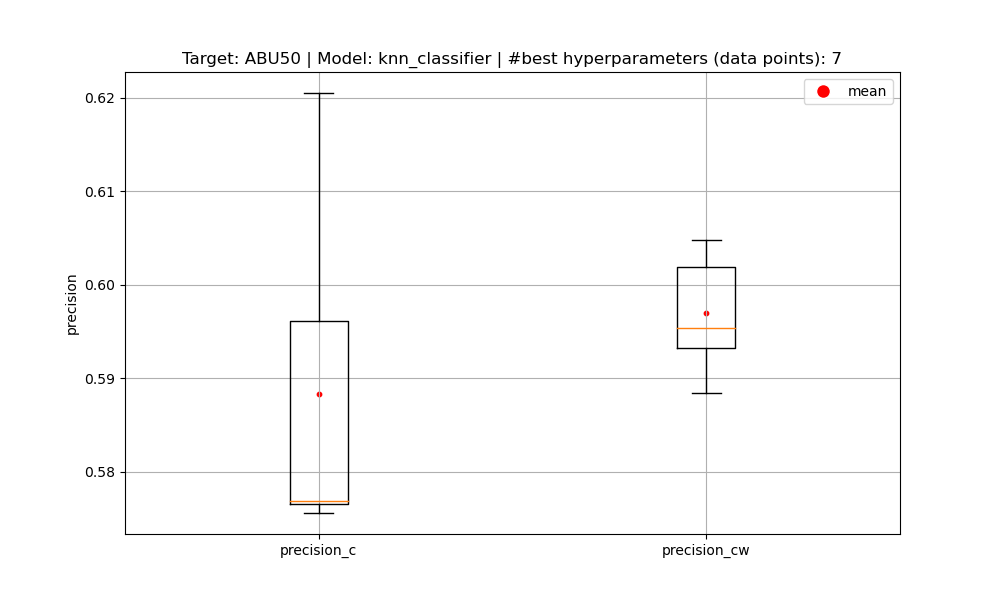 Target: ABU50 | Model: knn_classifier | #best hyperparameters (data points): 7
mean
0.62
0.61
0.60
0.59
0.58
precision
precision_c
precision_cw